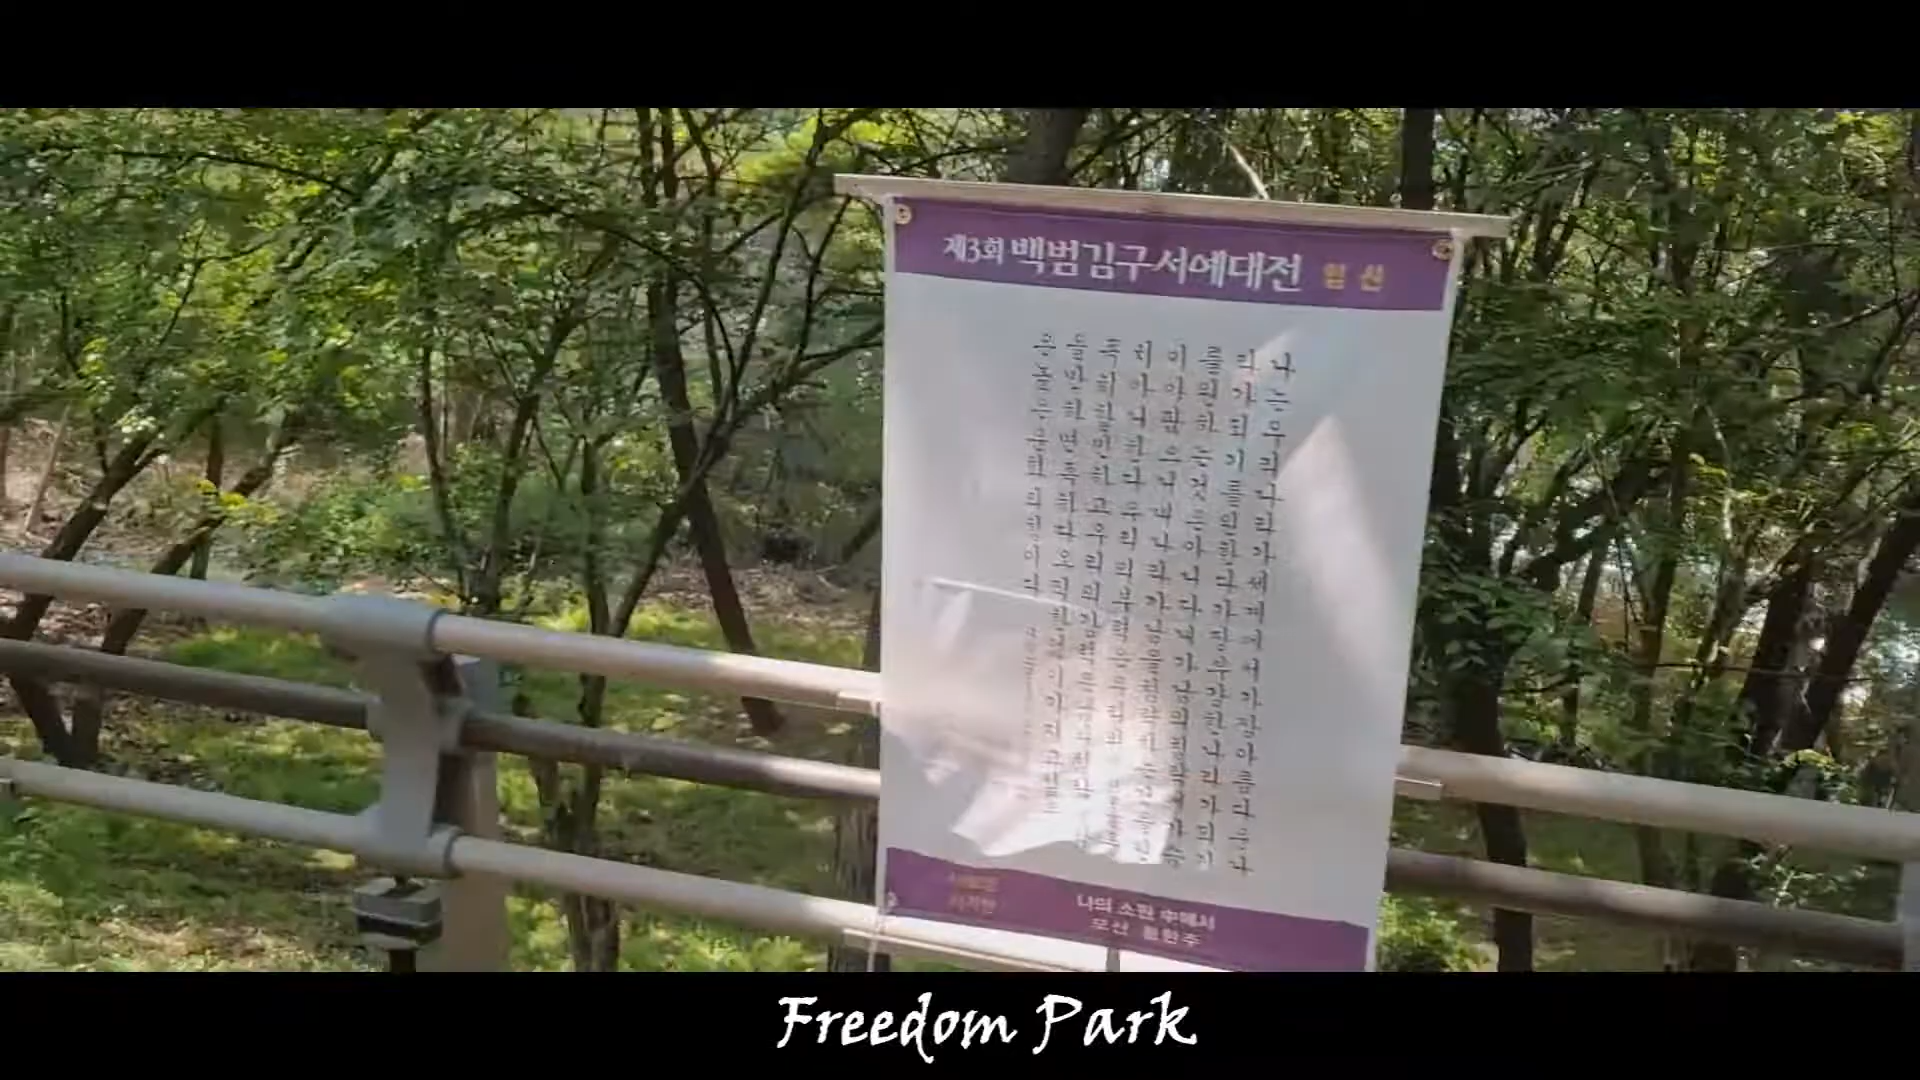 제3회 백범김구서예대전 입선
나는우리나라가세계에서가장아름다운나
라가되기를원한다가장부강한나라가되기
를원하는것은아니다내가남의침략에가슴
이아팠으니내나라가남을
치아니한다우리의부력은우리의
족히할만하고우리의강력은
을만하면족하다오직한없이가지고
은높은문화의힘이다
나의 소원 中에서
Freedom Park